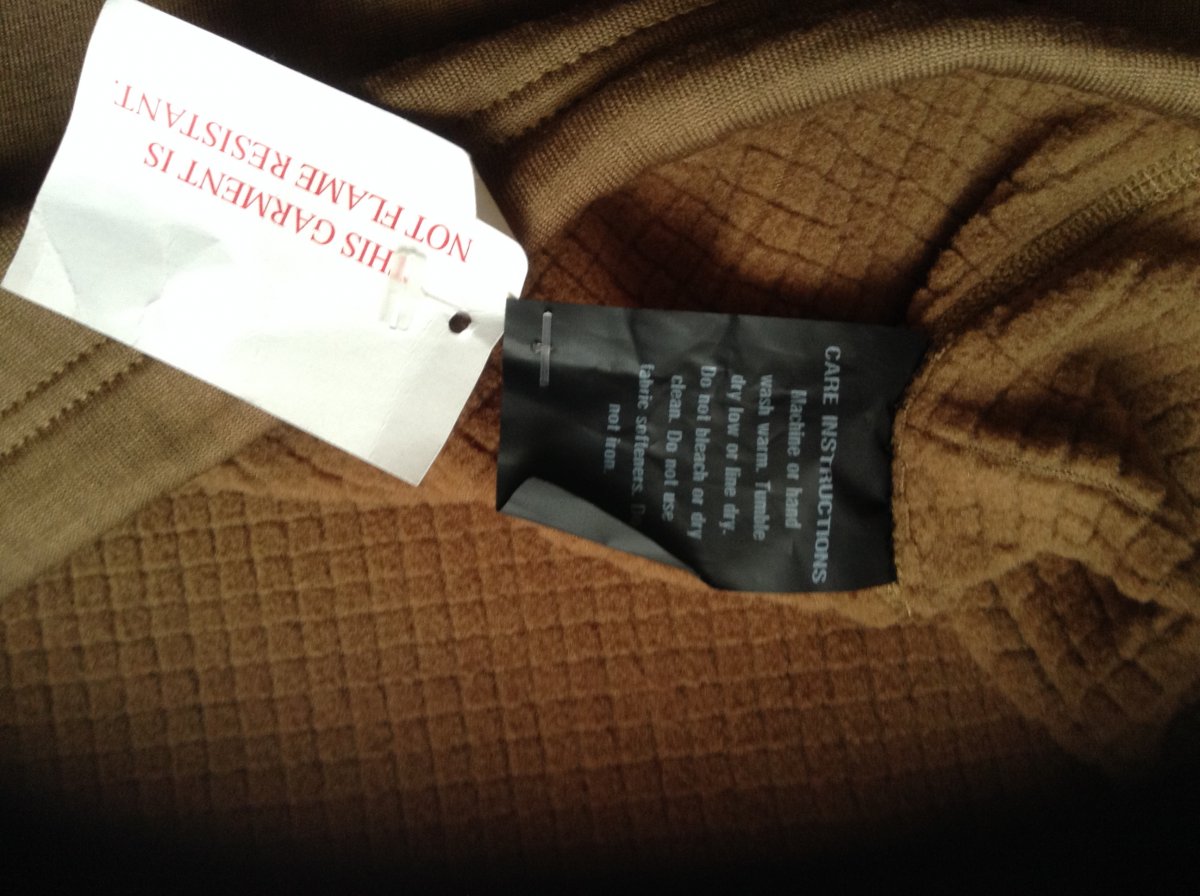 THIS GARMENT IS
NOT FLAME RESISTANT.
CARE INSTRUCTIONS
Machine or hand
wash warm. Tumble
dry low or line dry.
Do not bleach or dry
clean. Do not use
fabric softeners. Do
not iron.